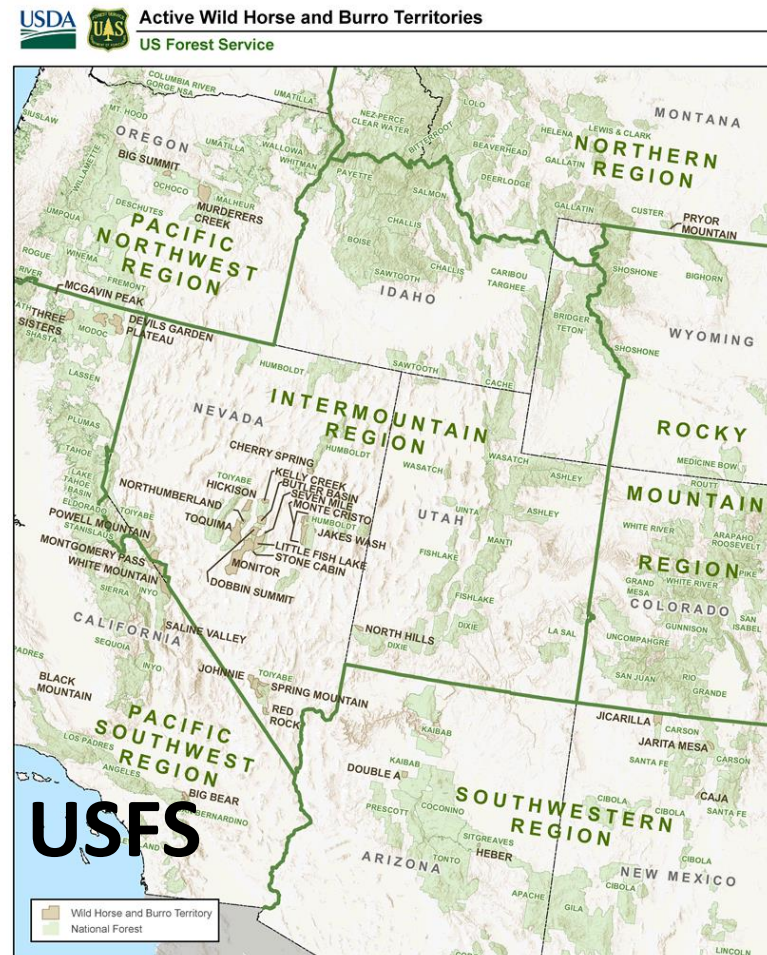 USDA
UAS
Active Wild Horse and Burro Territories
US Forest Service
COLUMBIA RIVER
GORGE NSA
UMATILLA
MT. HOOD
SIUSLAW
OREGON
BIG SUMMIT
UMATILLA
WALLOWA
WHITMAN
WILLAMETTE
OCHOCO
MALHEUR
MURDERERS
CREEK
DESCHUTES
UMPQUA
PACIFIC
NORTHWEST
REGION
ROGUE
RIVER
WINEMA
FREMONT
NEZ-PERCE
CLEAR WATER
LOLO
BITTERROOT
MONTANA
HELENA
LEWIS & CLARK
BEAVERHEAD
GALLATIN
NORTHERN
REGION
DEERLODGE
PAYETTE
SALMON
GALLATIN
CUSTER
PRYOR
MOUNTAIN
CHALLIS
BOISE
SAWTOOTH
CHALLIS
CARIBOU
TARGHEE
SHOSHONE
BIGHORN
IDAHO
BRIDGER
TETON
WYOMING
SHOSHONE
MCGAVIN PEAK
THREE
SISTERS
MODOC
DEVILS GARDEN
PLATEAU
SHASTA
LASSEN
HUMBOLDT
SAWTOOTH
CACHE
NEVADA
INTERMOUNTAIN
REGION
PLUMAS
TAHOE
LAKE
TAHOE
BASIN
ELDORADO
CHERRY SPRING
HUMBOLDT
TOIYABE
KELLY CREEK
HICKISON
BUTLER BASIN
SEVEN MILE
NORTHUMBERLAND
MONTE CRISTO
TOQUIMA
HUMBOLDT
JAKES WASH
TOIYABE
POWELL MOUNTAIN
STANISLAUS
LITTLE FISH LAKE
STONE CABIN
MONITOR
DOBBIN SUMMIT
MONTGOMERY PASS
WHITE MOUNTAIN
SIERRA
INYO
WASATCH
WASATCH
ASHLEY
UINTA
ASHLEY
UTAH
MANTI
FISHLAKE
FISHLAKE
DIXIE
LA SAL
NORTH HILLS
DIXIE
ROCKY
MEDICINE BOW
ROUTT
MOUNTAIN
WHITE RIVER
ARAPAHO
ROOSEVELT
REGION
PIKE
GRAND
MESA
WHITE RIVER
COLORADO
GUNNISON
SAN
ISABEL
UNCOMPAHGRE
SAN JUAN
RIO
GRANDE
CALIFORNIA
SALINE VALLEY
SEQUOIA
INYO
PADRES
JOHNNIE
TOIYABE
SPRING MOUNTAIN
RED
ROCK
BLACK
MOUNTAIN
PACIFIC
SOUTHWEST
REGION
LOS PADRES
ANGELES
BIG BEAR
BERNARDINO
USFS
KAIBAB
KAIBAB
DOUBLE A
PRESCOTT
COCONINO
SOUTHWESTERN
REGION
SITGREAVES
HEBER
TONTO
ARIZONA
APACHE
GILA
JICARILLA
CARSON
JARITA MESA
SANTA FE
CARSON
CAJA
CIBOLA
CIBOLA
SANTA FE
CIBOLA
NEW MEXICO
CIBOLA
LINCOLN
Wild Horse and Burro Territory
National Forest